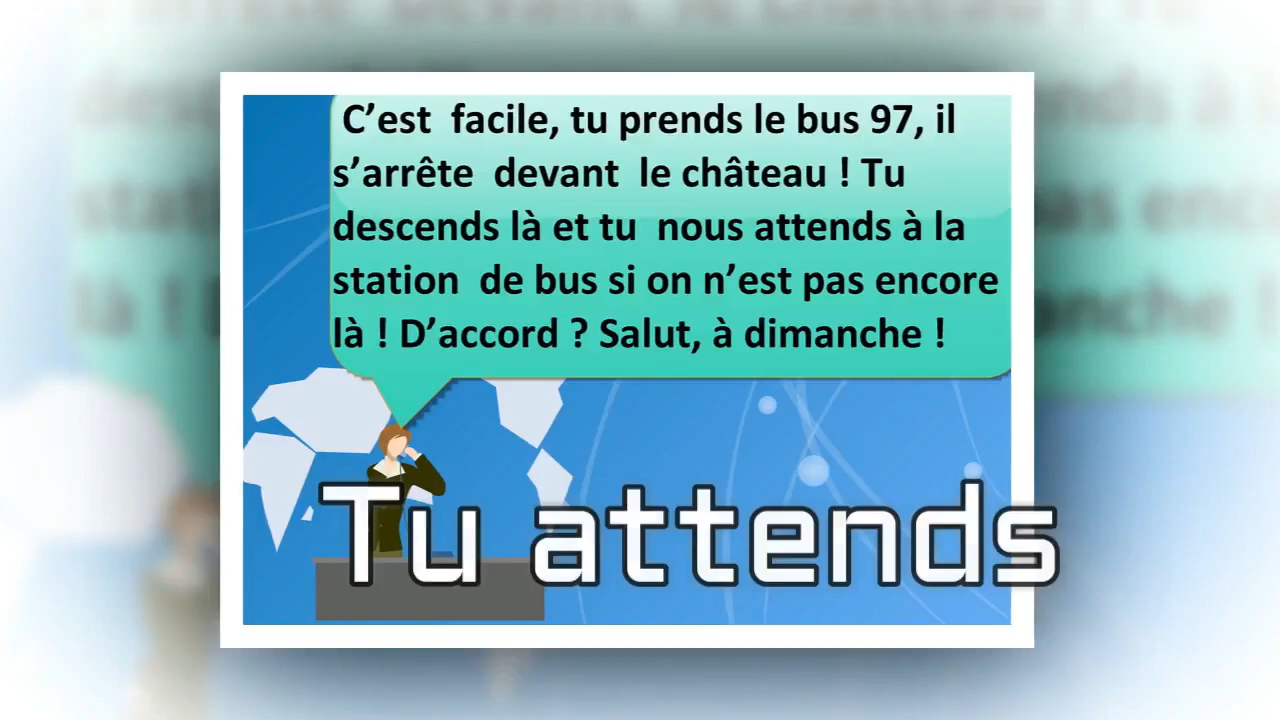 C’est facile, tu prends le bus 97, il
s’arrête devant le château ! Tu
descends là et tu nous attends à la
station de bus si on n’est pas encore
là ! D’accord ? Salut, à dimanche !
Tu attends